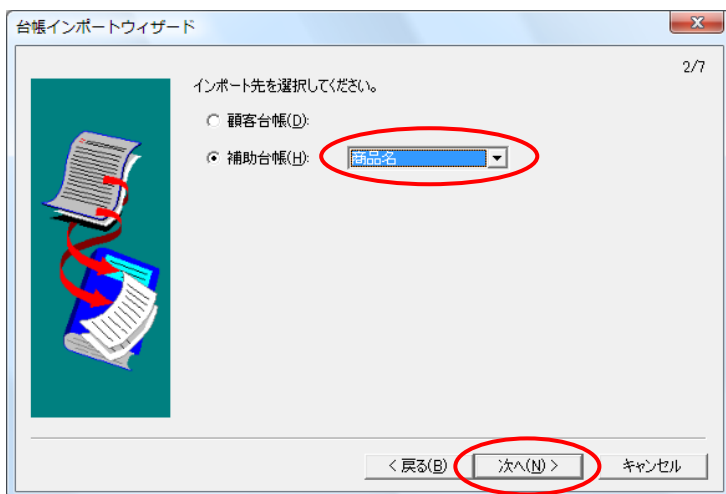 台帳インポートウィザード
2/7
インポート先を選択してください。
顧客台帳(D):
補助台帳(H): 商品名
< 戻る(B) 次へ(N) > キャンセル